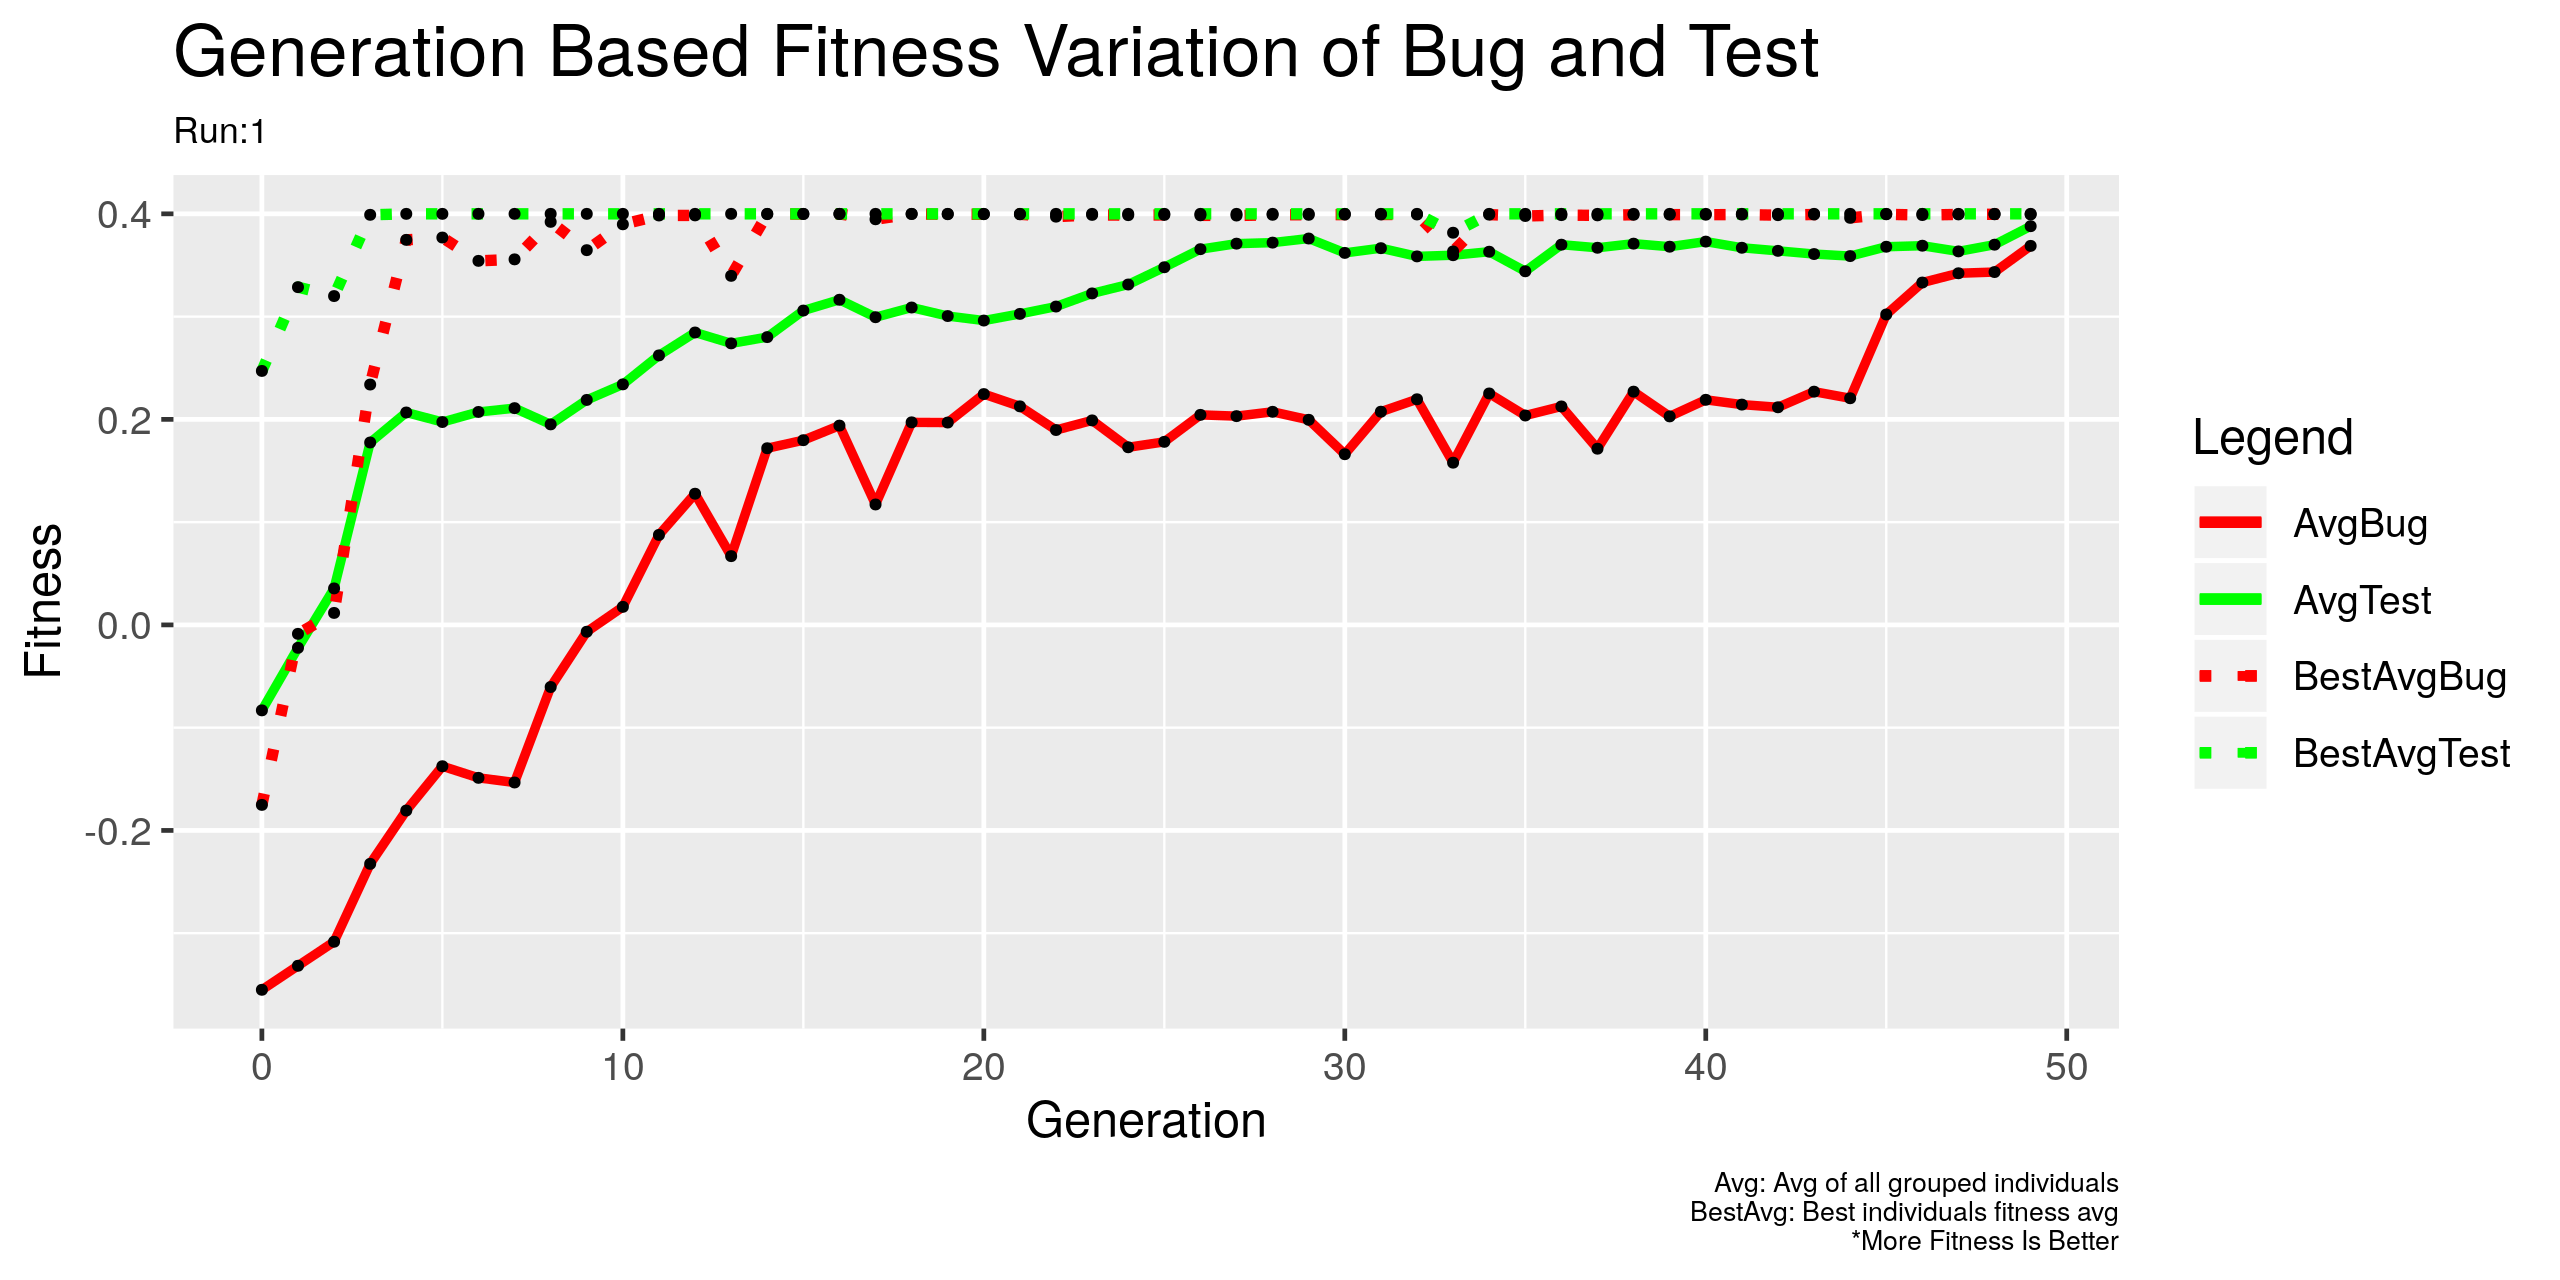 Generation Based Fitness Variation of Bug and Test
Run:1
Fitness
0.4
0.2
0.0
-0.2
0 10 20 30 40 50
Generation
Legend
AvgBug
AvgTest
BestAvgBug
BestAvgTest
Avg: Avg of all grouped individuals
BestAvg: Best individuals fitness avg
*More Fitness Is Better